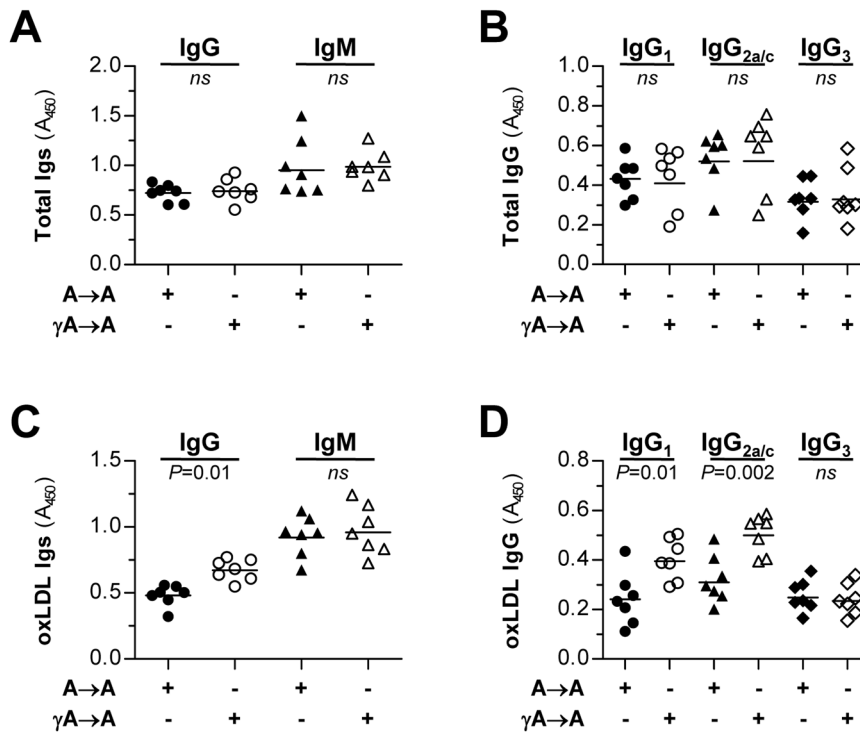 A
IgG IgM
ns ns
Total Igs (A450)
2.0
1.5
1.0
0.5
0.0
A→A + - + -
γA→A - + - +
B
IgG1 IgG2a/c IgG3
ns ns ns
Total IgG (A450)
1.0
0.8
0.6
0.4
0.2
0.0
A→A + - + - + -
γA→A - + - + - +
C
IgG IgM
P=0.01 ns
oxLDL Igs (A450)
1.5
1.0
0.5
0.0
A→A + - + -
γA→A - + - +
D
IgG1 IgG2a/c IgG3
P=0.01 P=0.002 ns
oxLDL IgG (A450)
0.8
0.6
0.4
0.2
0.0
A→A + - + - + -
γA→A - + - + - +